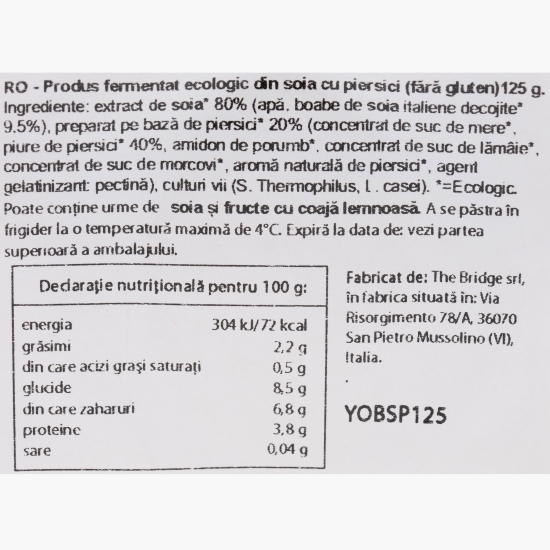 RO - Produs fermentat ecologic din soia cu piersici (fără gluten)125 g.
Ingrediente: extract de soia* 80% (apă, boabe de soia italiene decojite*
9.5%), preparat pe bază de piersici* 20% (concentrat de suc de mere*,
piure de piersici* 40%, amidon de porumb*, concentrat de suc de lămâie*,
concentrat de suc de morcovi*, aromă naturală de piersici*, agent
gelatinizant: pectină), culturi vii (S. Thermophilus, L. casei). *=Ecologic.
Poate conține urme de soia și fructe cu coajă lemnoasă. A se păstra în
frigider la o temperatură maximă de 4°C. Expiră la data de: vezi partea
superioară a ambalajului.
Declarație nutrițională pentru 100 g:
energia 304 kJ/72 kcal
grăsimi 2,2 g
din care acizi grași saturați 0,5 g
glucide 8,5 g
din care zaharuri 6,8 g
proteine 3,8 g
sare 0,04 g
Fabricat de: The Bridge srl,
în fabrica situată în: Via
Risorgimento 78/A, 36070
San Pietro Mussolino (VI),
Italia.
.
YOBSP125